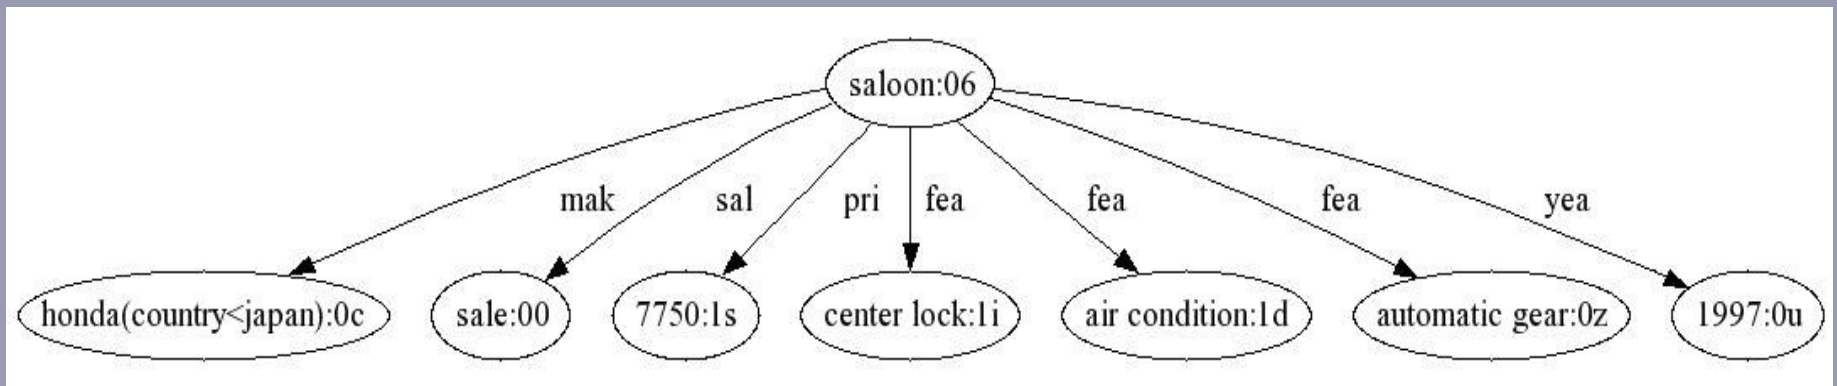 saloon:06
mak sal pri fea fea fea yea
honda(country<japan):0c sale:00 7750:1s center lock:1i air condition:1d automatic gear:0z 1997:0u